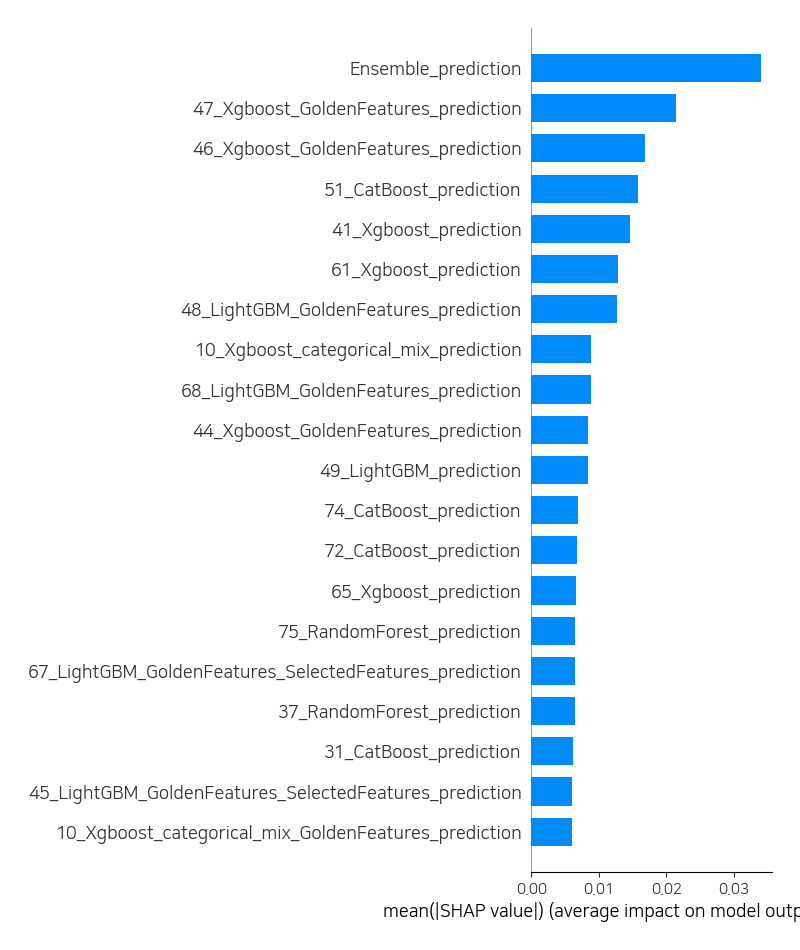 Ensemble_prediction
47_Xgboost_GoldenFeatures_prediction
46_Xgboost_GoldenFeatures_prediction
51_CatBoost_prediction
41_Xgboost_prediction
61_Xgboost_prediction
48_LightGBM_GoldenFeatures_prediction
10_Xgboost_categorical_mix_prediction
68_LightGBM_GoldenFeatures_prediction
44_Xgboost_GoldenFeatures_prediction
49_LightGBM_prediction
74_CatBoost_prediction
72_CatBoost_prediction
65_Xgboost_prediction
75_RandomForest_prediction
67_LightGBM_GoldenFeatures_SelectedFeatures_prediction
37_RandomForest_prediction
31_CatBoost_prediction
45_LightGBM_GoldenFeatures_SelectedFeatures_prediction
10_Xgboost_categorical_mix_GoldenFeatures_prediction
0.00 0.01 0.02 0.03
mean(|SHAP value|) (average impact on model outp